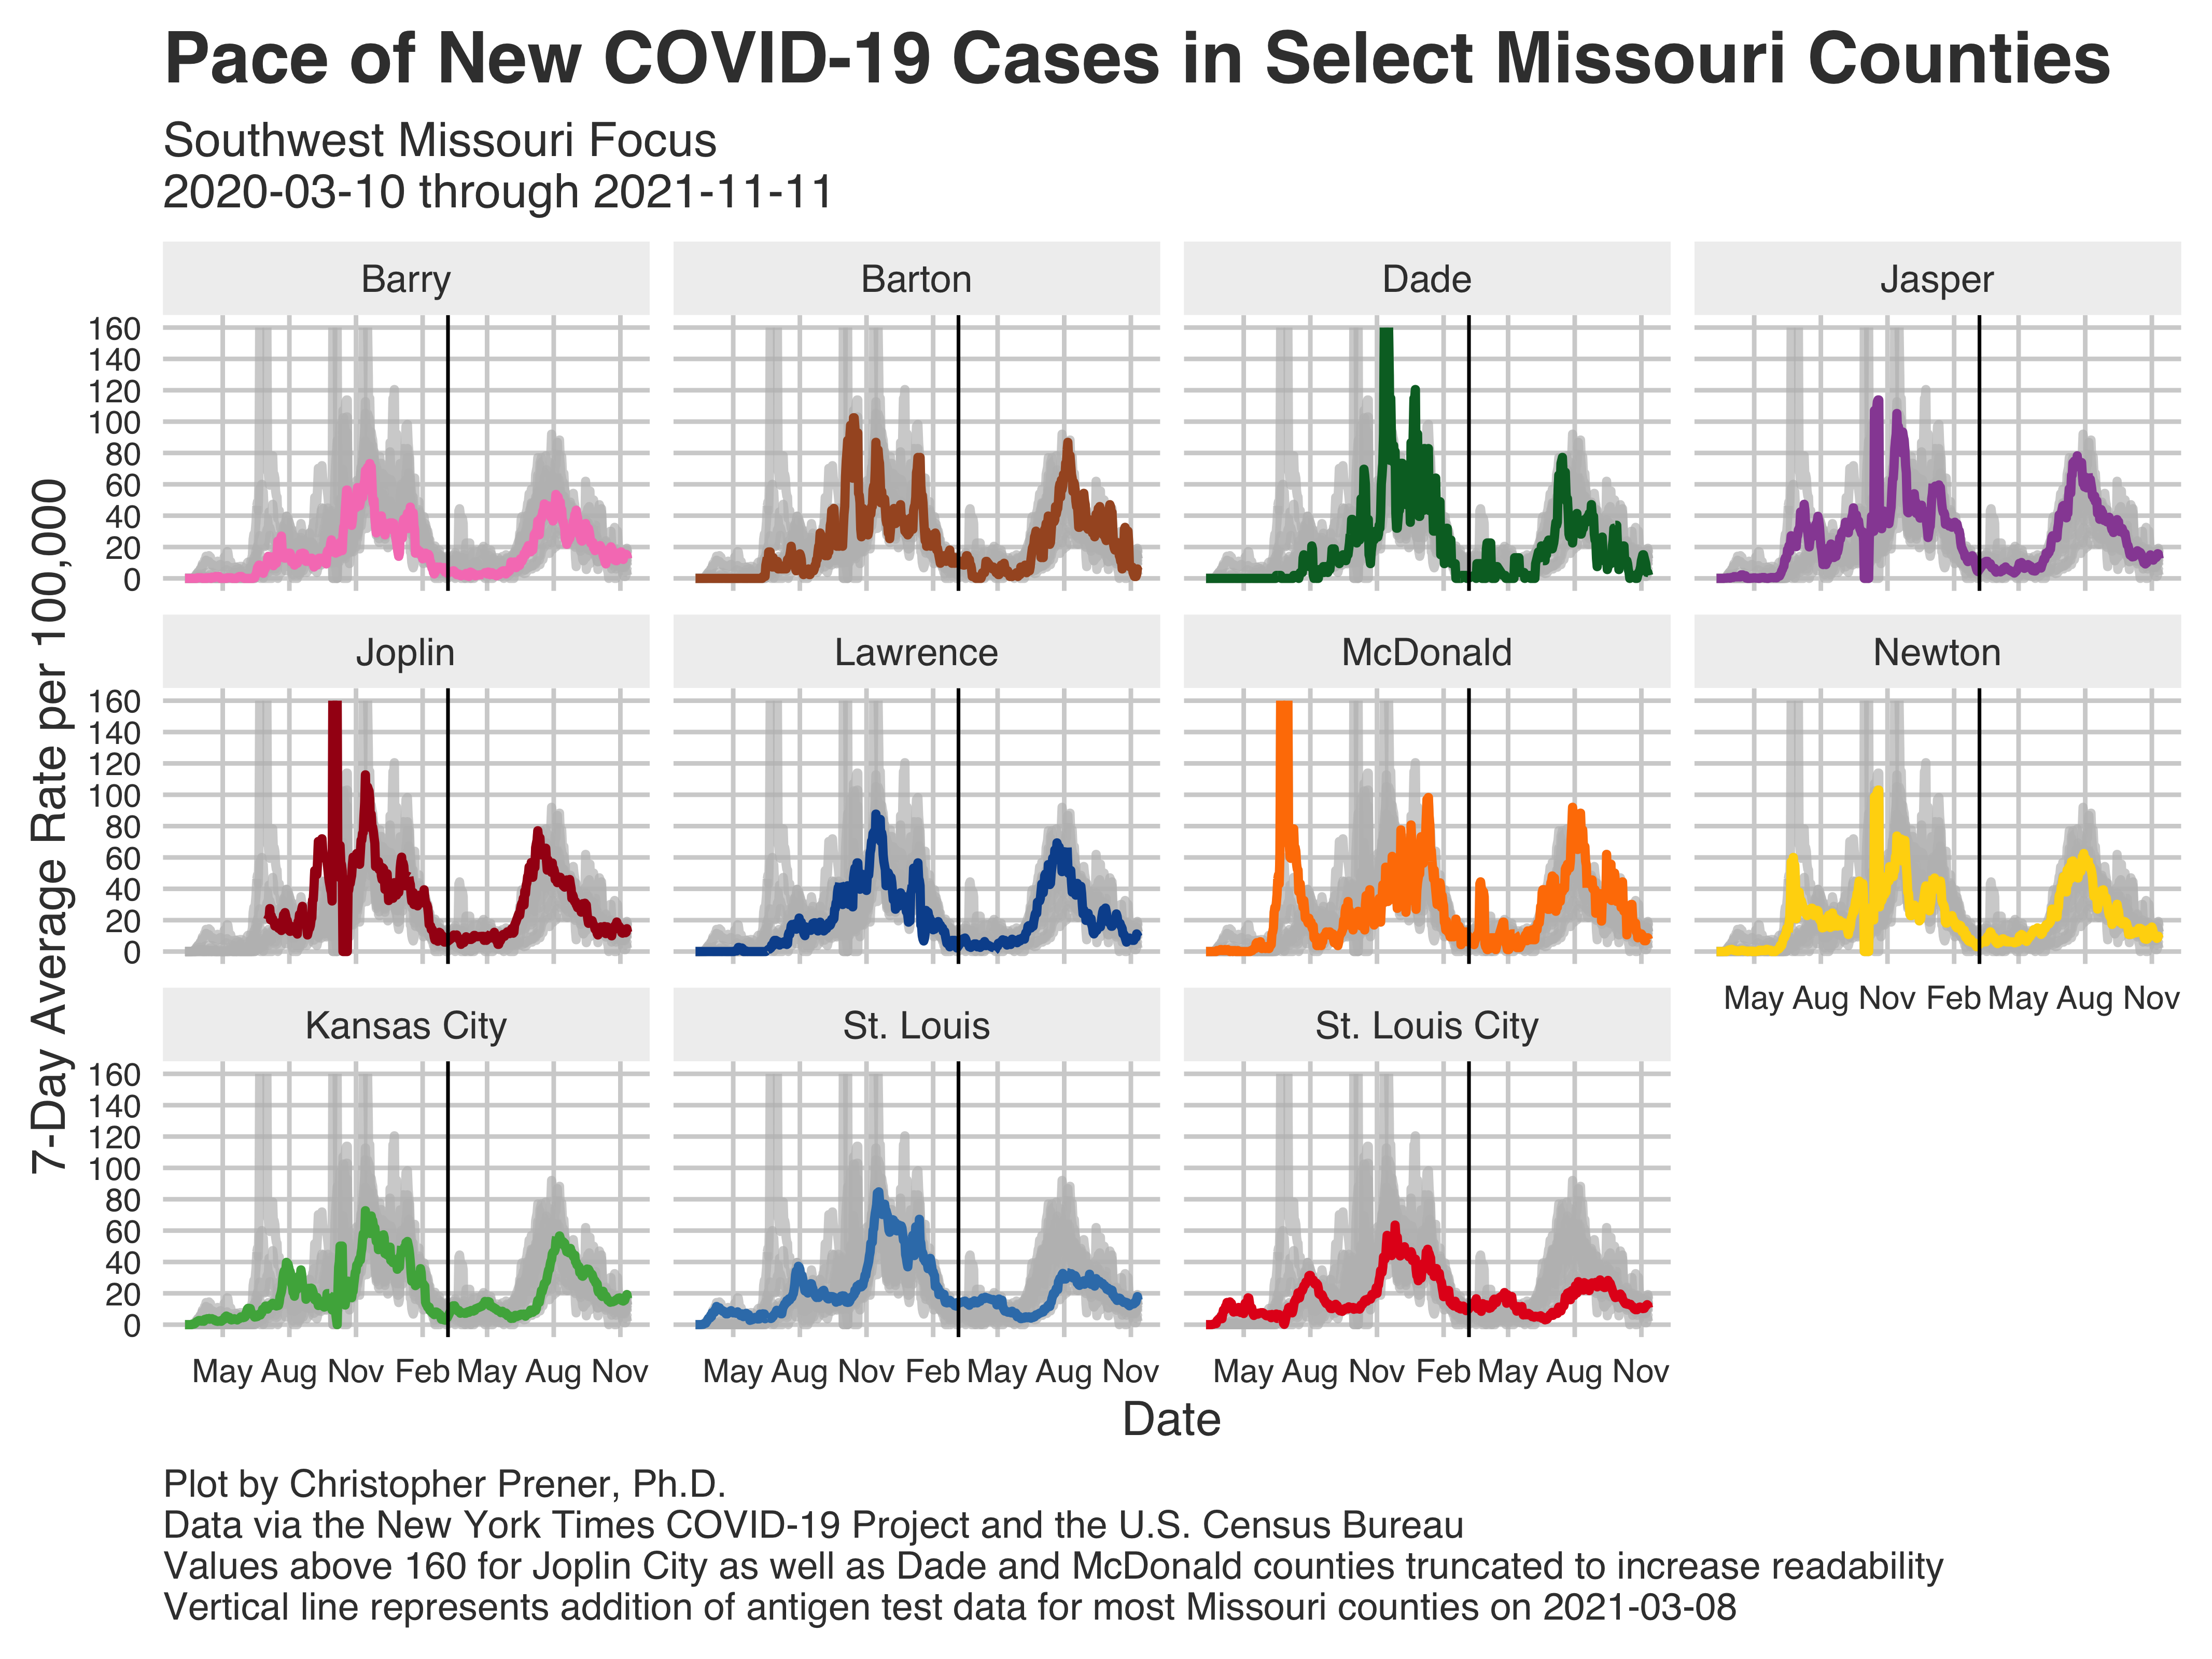 Pace of New COVID-19 Cases in Select Missouri Counties
Southwest Missouri Focus
2020-03-10 through 2021-11-11
7-Day Average Rate per 100,000
Barry
Barton
Dade
Jasper
160
140
120
100
80
60
40
20
0
Joplin
Lawrence
McDonald
Newton
160
140
120
100
80
60
40
20
0
May Aug Nov Feb May Aug Nov
Kansas City
St. Louis
St. Louis City
160
140
120
100
80
60
40
20
0
May Aug Nov Feb May Aug Nov
May Aug Nov Feb May Aug Nov
May Aug Nov Feb May Aug Nov
Date
Plot by Christopher Prener, Ph.D.
Data via the New York Times COVID-19 Project and the U.S. Census Bureau
Values above 160 for Joplin City as well as Dade and McDonald counties truncated to increase readability
Vertical line represents addition of antigen test data for most Missouri counties on 2021-03-08